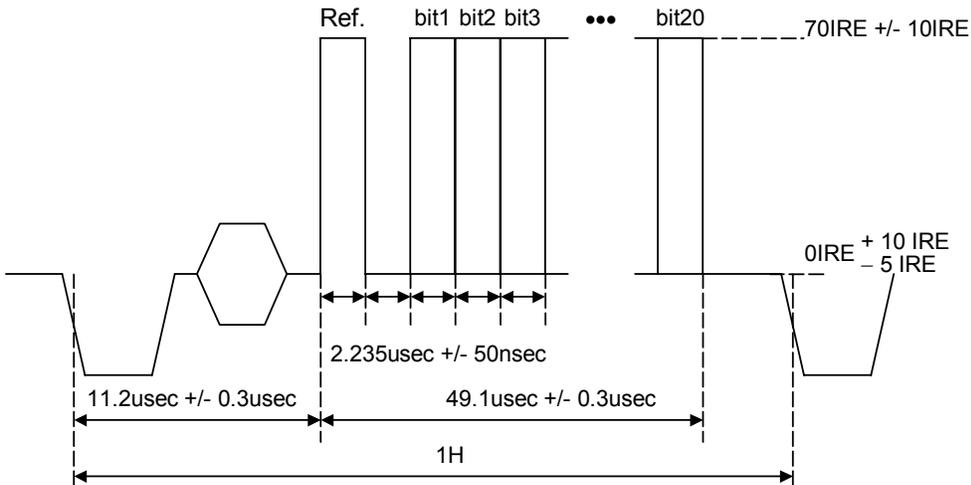 Ref. bit1 bit2 bit3 ••• bit20
70IRE +/- 10IRE
0IRE + 10 IRE
– 5 IRE
2.235usec +/- 50nsec
11.2usec +/- 0.3usec
49.1usec +/- 0.3usec
1H